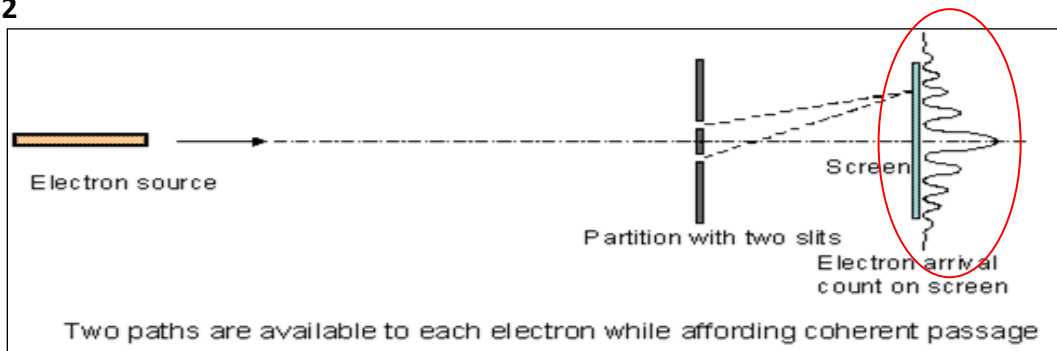 2
Electron source
Screen
Partition with two slits
Electron arrival
count on screen
Two paths are available to each electron while affording coherent passage